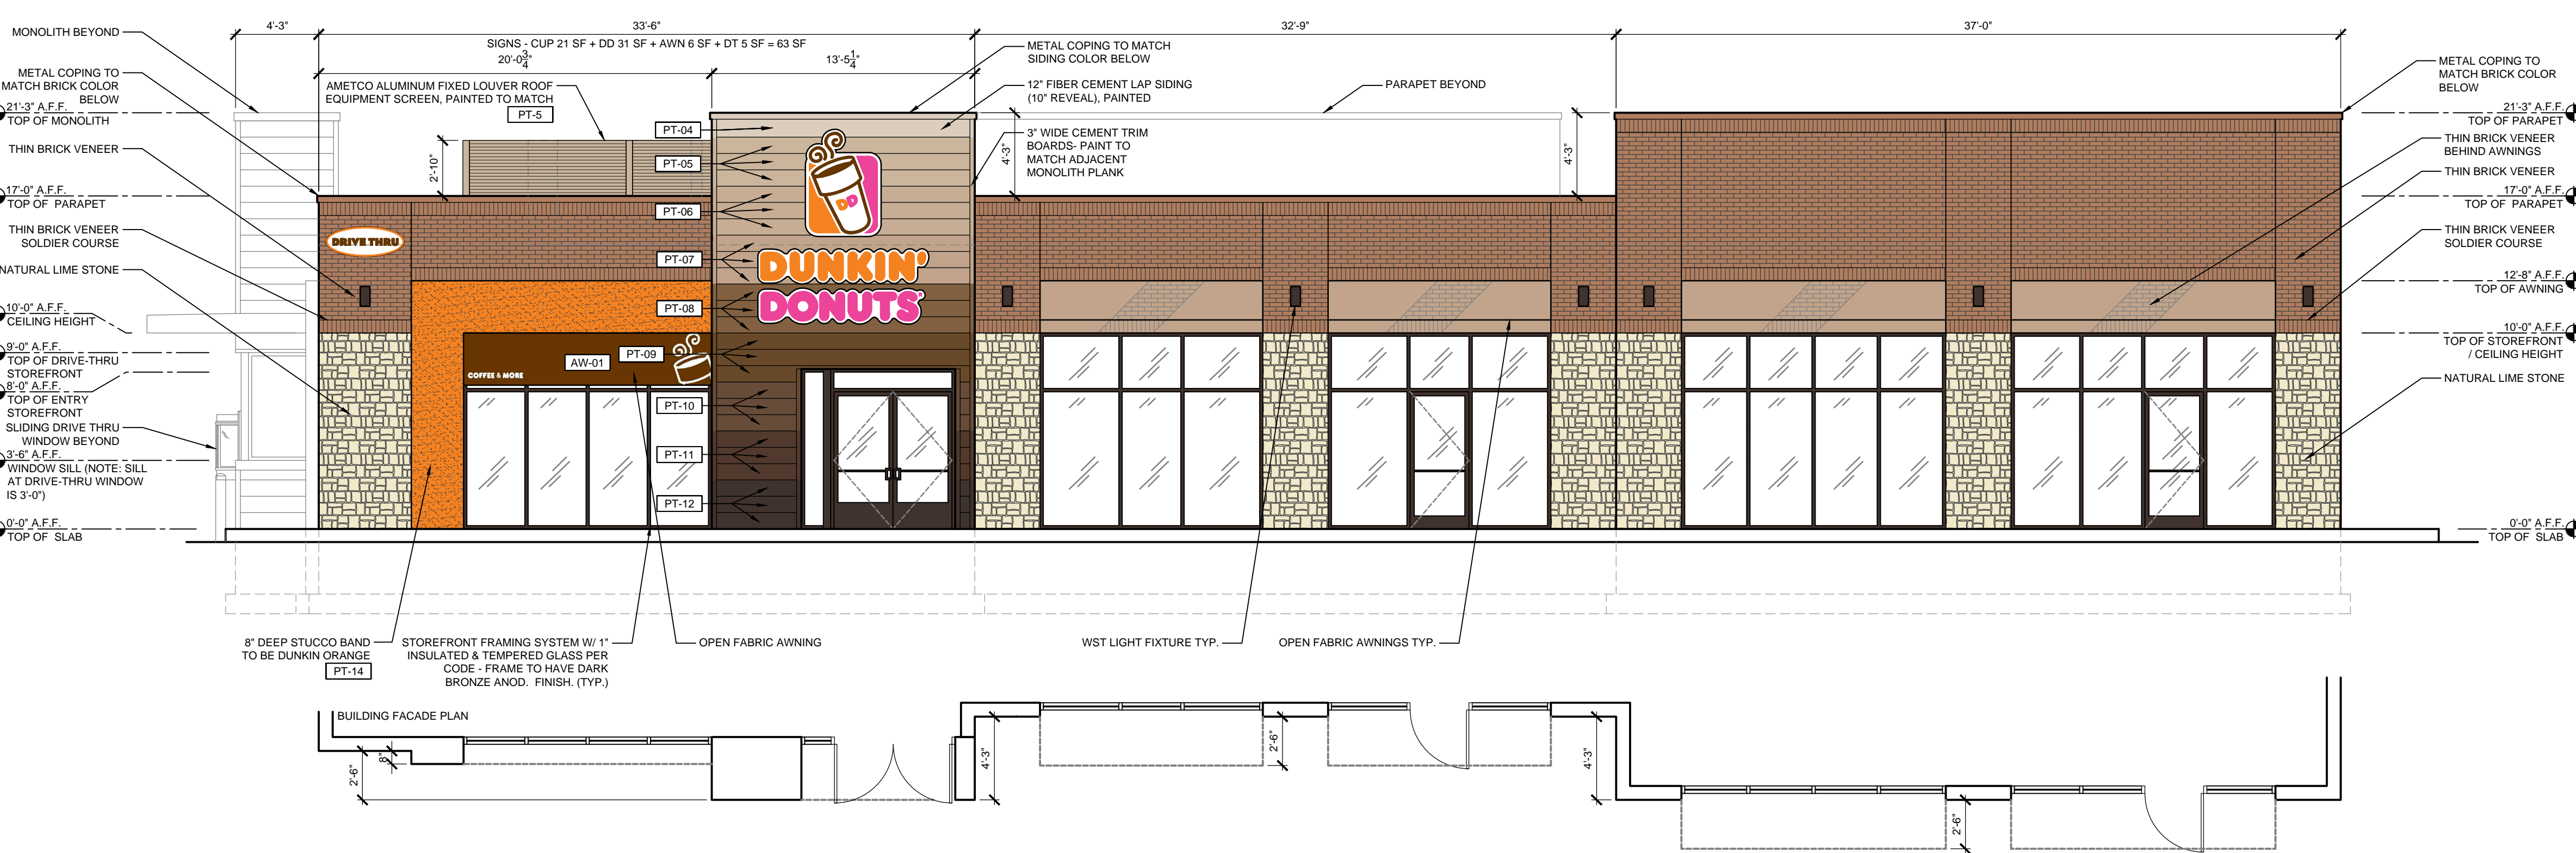 4'-3"
33'-6"
32'-9"
37'-0"
SIGNS - CUP 21 SF + DD 31 SF + AWN 6 SF + DT 5 SF = 63 SF
20'-0 3/4"
13'-5 1/4"
MONOLITH BEYOND
METAL COPING TO
MATCH BRICK COLOR
BELOW
21'-3" A.F.F.
TOP OF MONOLITH
THIN BRICK VENEER
17'-0" A.F.F.
TOP OF PARAPET
THIN BRICK VENEER
SOLDIER COURSE
NATURAL LIME STONE
10'-0" A.F.F.
CEILING HEIGHT
9'-0" A.F.F.
TOP OF DRIVE-THRU
STOREFRONT
8'-0" A.F.F.
TOP OF ENTRY
STOREFRONT
SLIDING DRIVE THRU
WINDOW BEYOND
3'-6" A.F.F.
WINDOW SILL (NOTE: SILL
AT DRIVE-THRU WINDOW
IS 3'-0")
0'-0" A.F.F.
TOP OF SLAB
AMETCO ALUMINUM FIXED LOUVER ROOF
EQUIPMENT SCREEN, PAINTED TO MATCH
PT-5
2'-10"
PT-04
PT-05
PT-06
PT-07
PT-08
PT-09
PT-10
PT-11
PT-12
AW-01
DRIVE THRU
COFFEE & MORE
DD
DUNKIN'
DONUTS
METAL COPING TO MATCH
SIDING COLOR BELOW
12" FIBER CEMENT LAP SIDING
(10" REVEAL), PAINTED
3" WIDE CEMENT TRIM
BOARDS- PAINT TO
MATCH ADJACENT
MONOLITH PLANK
4'-3"
PARAPET BEYOND
4'-3"
METAL COPING TO
MATCH BRICK COLOR
BELOW
21'-3" A.F.F.
TOP OF PARAPET
THIN BRICK VENEER
BEHIND AWNINGS
THIN BRICK VENEER
17'-0" A.F.F.
TOP OF PARAPET
THIN BRICK VENEER
SOLDIER COURSE
12'-8" A.F.F.
TOP OF AWNING
10'-0" A.F.F.
TOP OF STOREFRONT
/ CEILING HEIGHT
NATURAL LIME STONE
0'-0" A.F.F.
TOP OF SLAB
8" DEEP STUCCO BAND
TO BE DUNKIN ORANGE
PT-14
STOREFRONT FRAMING SYSTEM W/ 1"
INSULATED & TEMPERED GLASS PER
CODE - FRAME TO HAVE DARK
BRONZE ANOD. FINISH. (TYP.)
OPEN FABRIC AWNING
WST LIGHT FIXTURE TYP.
OPEN FABRIC AWNINGS TYP.
BUILDING FACADE PLAN
2'-6"
8"
4'-3"
2'-6"
4'-3"
2'-6"